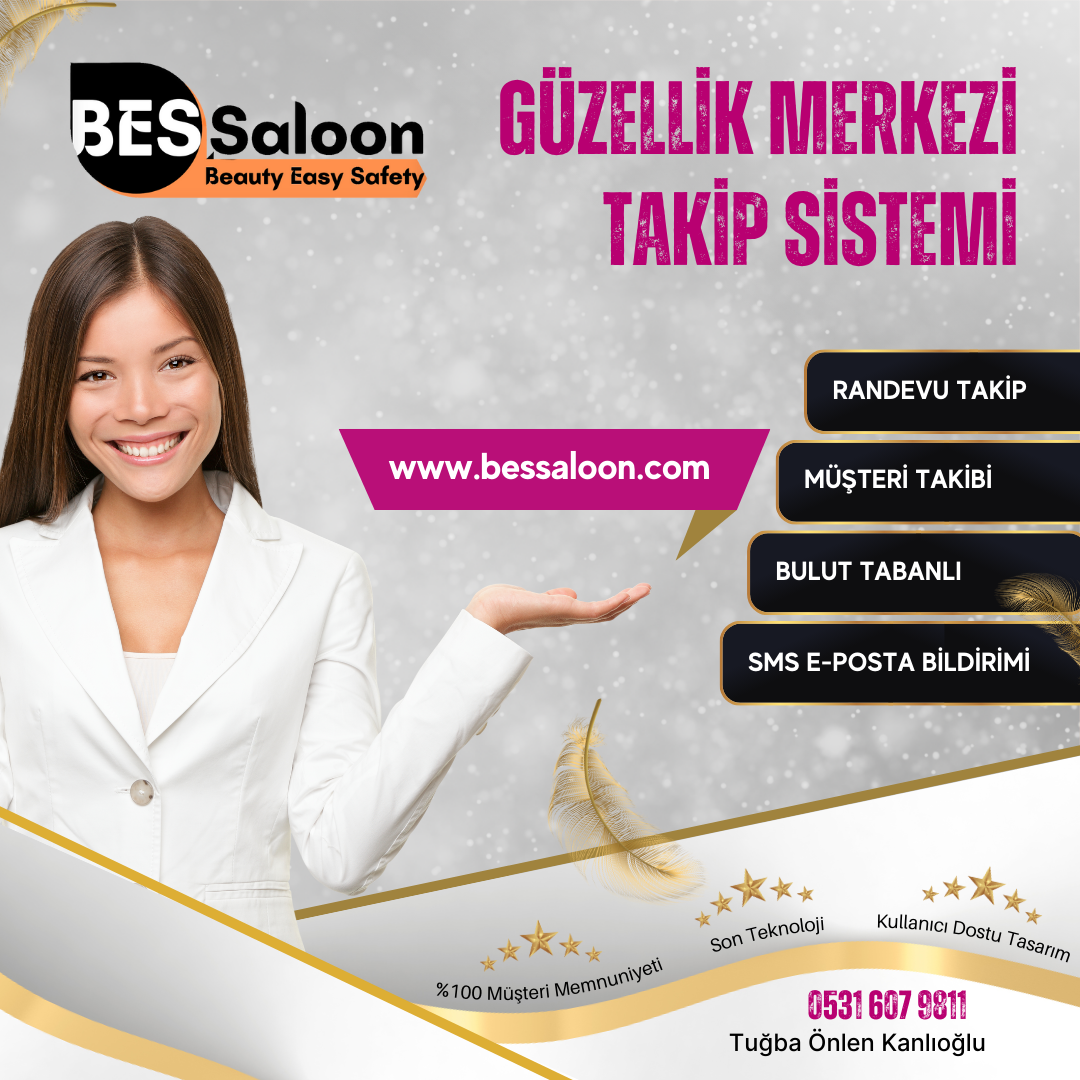 BES Saloon
Beauty Easy Safety
GÜZELLİK MERKEZİ
TAKİP SİSTEMİ
RANDEVU TAKİP
www.bessaloon.com
MÜŞTERİ TAKİBİ
BULUT TABANLI
SMS E-POSTA BİLDİRİMİ
%100 Müşteri Memnuniyeti
Son Teknoloji
Kullanıcı Dostu Tasarım
0531 607 9811
Tuğba Önlen Kanlıoğlu